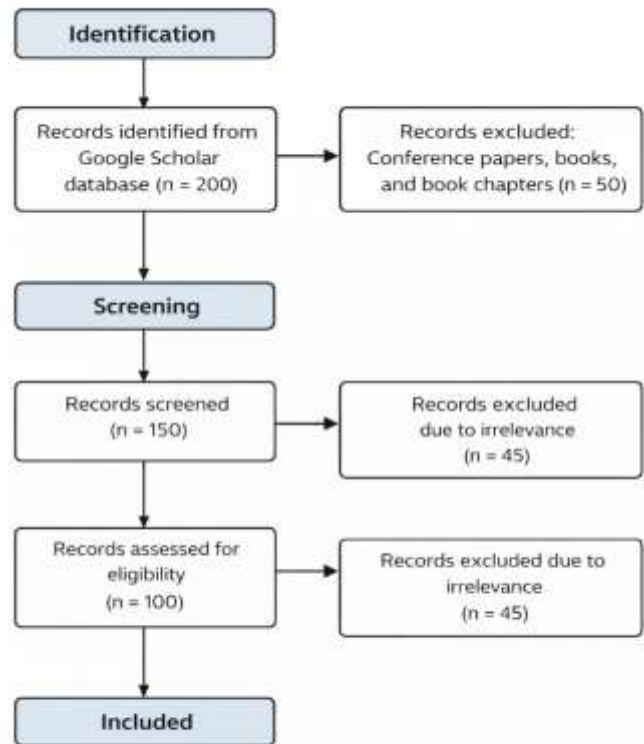 Identification
Records identified from
Google Scholar
database (n = 200)
Records excluded:
Conference papers, books,
and book chapters (n = 50)
Screening
Records screened
(n = 150)
Records excluded
due to irrelevance
(n = 45)
Records assessed for
eligibility
(n = 100)
Records excluded due to
irrelevance
(n = 45)
Included